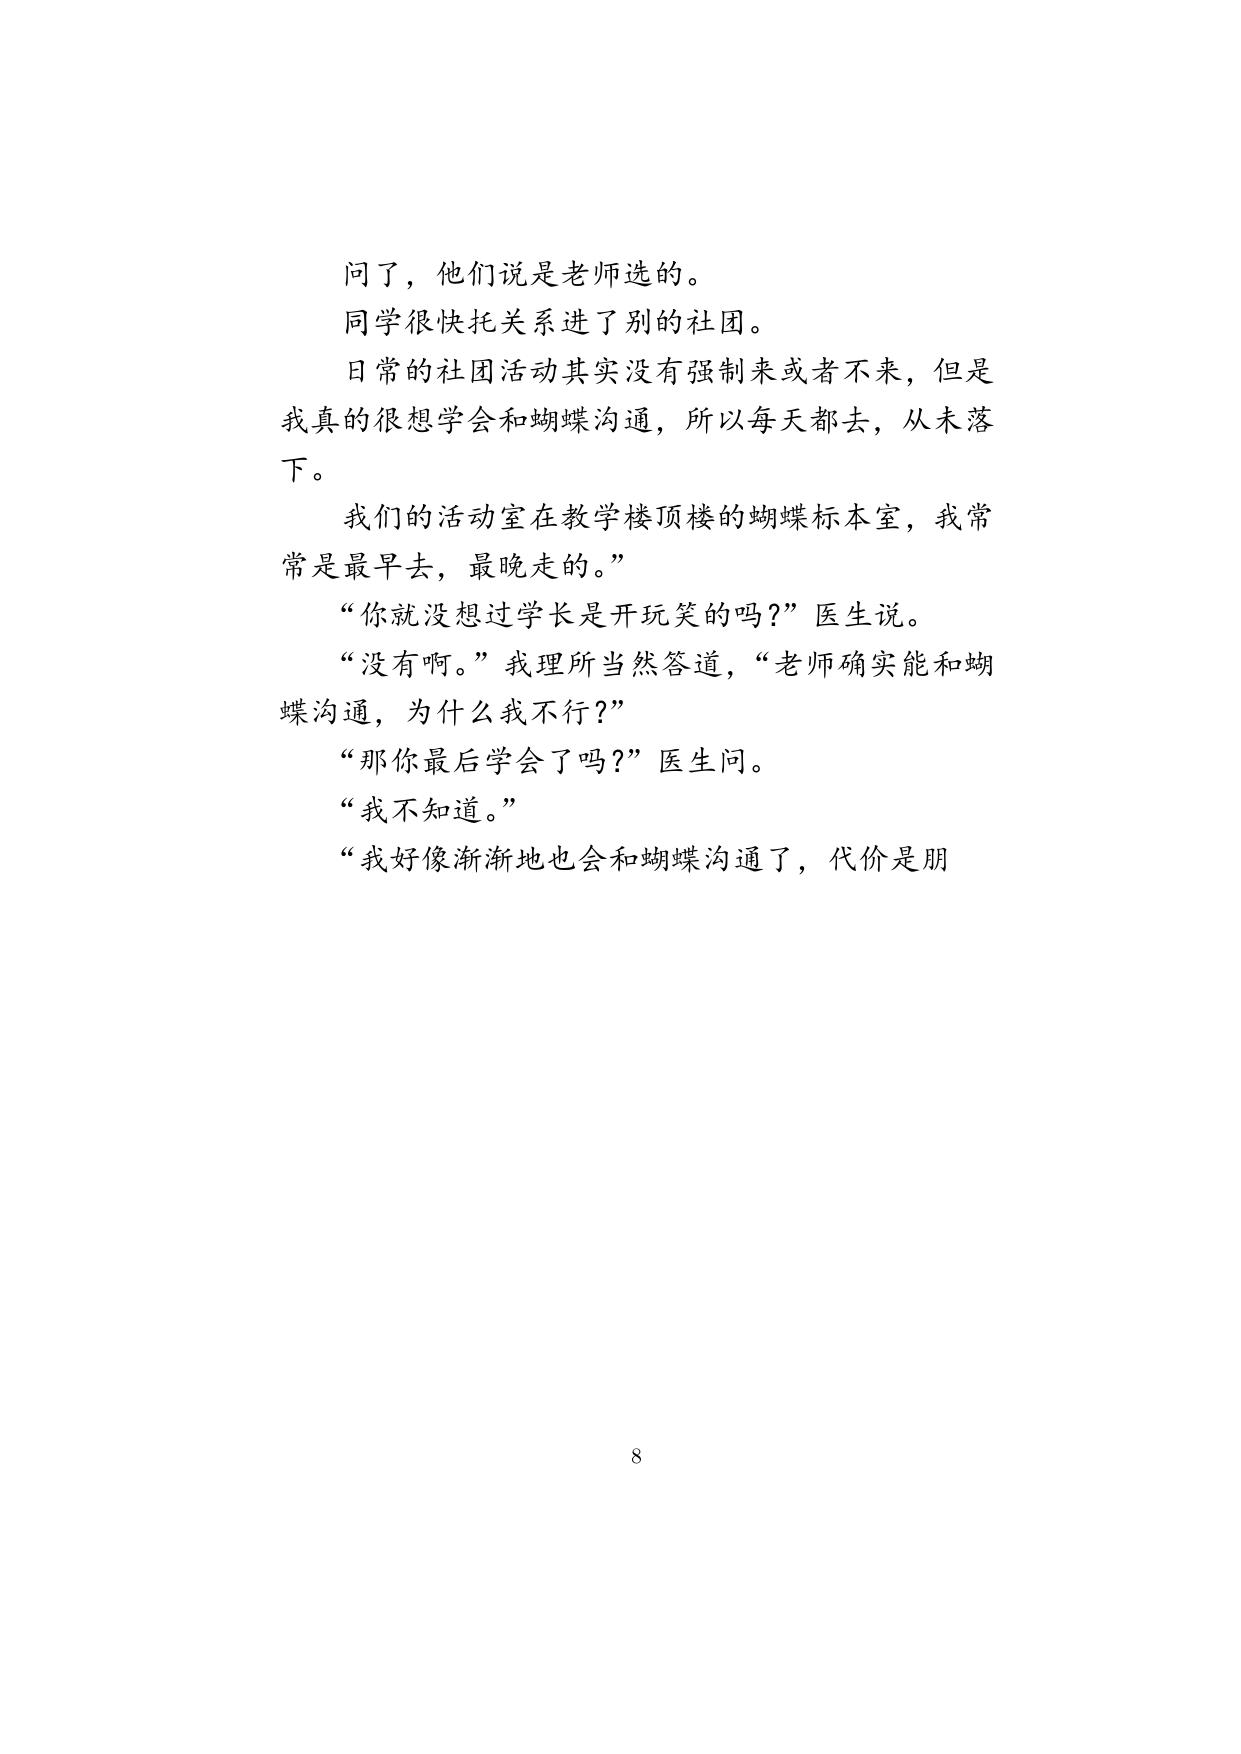 问了，他们说是老师选的。
同学很快托关系进了别的社团。
日常的社团活动其实没有强制来或者不来，但是
我真的很想学会和蝴蝶沟通，所以每天都去，从未落
下。
我们的活动室在教学楼顶楼的蝴蝶标本室，我常
常是最早去，最晚走的。”
“你就没想过学长是开玩笑的吗?”医生说。
“没有啊。”我理所当然答道，“老师确实能和蝴
蝶沟通，为什么我不行?”
“那你最后学会了吗?”医生问。
“我不知道。”
“我好像渐渐地也会和蝴蝶沟通了，代价是朋
8